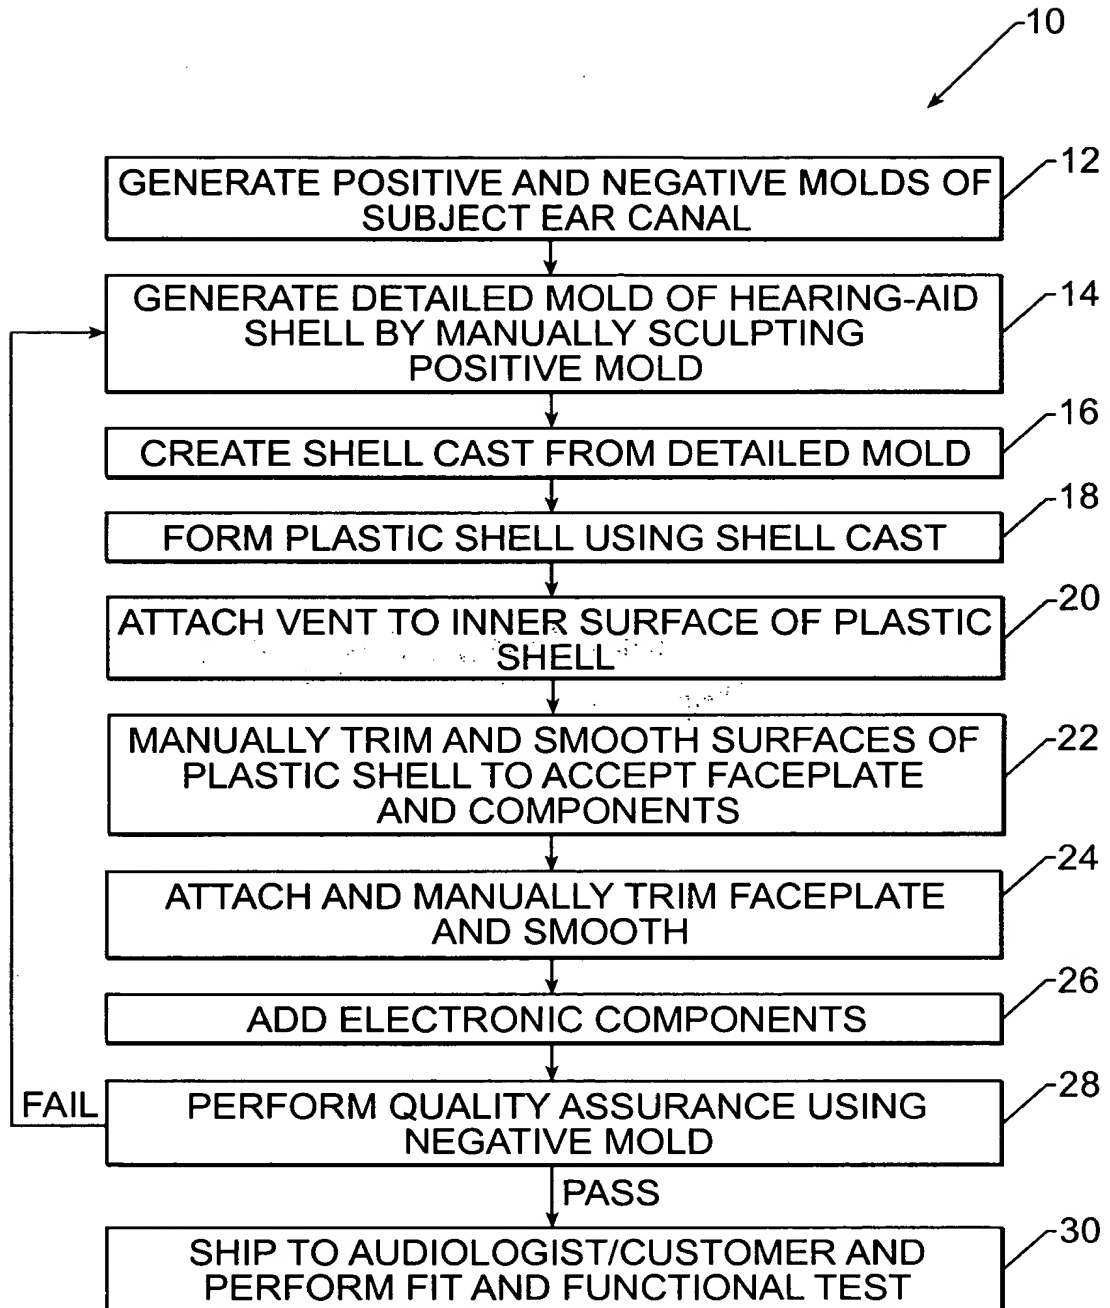 10
GENERATE POSITIVE AND NEGATIVE MOLDS OF
SUBJECT EAR CANAL
12
GENERATE DETAILED MOLD OF HEARING-AID
SHELL BY MANUALLY SCULPTING
POSITIVE MOLD
14
CREATE SHELL CAST FROM DETAILED MOLD
16
FORM PLASTIC SHELL USING SHELL CAST
18
ATTACH VENT TO INNER SURFACE OF PLASTIC
SHELL
20
MANUALLY TRIM AND SMOOTH SURFACES OF
PLASTIC SHELL TO ACCEPT FACEPLATE
AND COMPONENTS
22
ATTACH AND MANUALLY TRIM FACEPLATE
AND SMOOTH
24
ADD ELECTRONIC COMPONENTS
26
FAIL
PERFORM QUALITY ASSURANCE USING
NEGATIVE MOLD
28
PASS
SHIP TO AUDIOLOGIST/CUSTOMER AND
PERFORM FIT AND FUNCTIONAL TEST
30